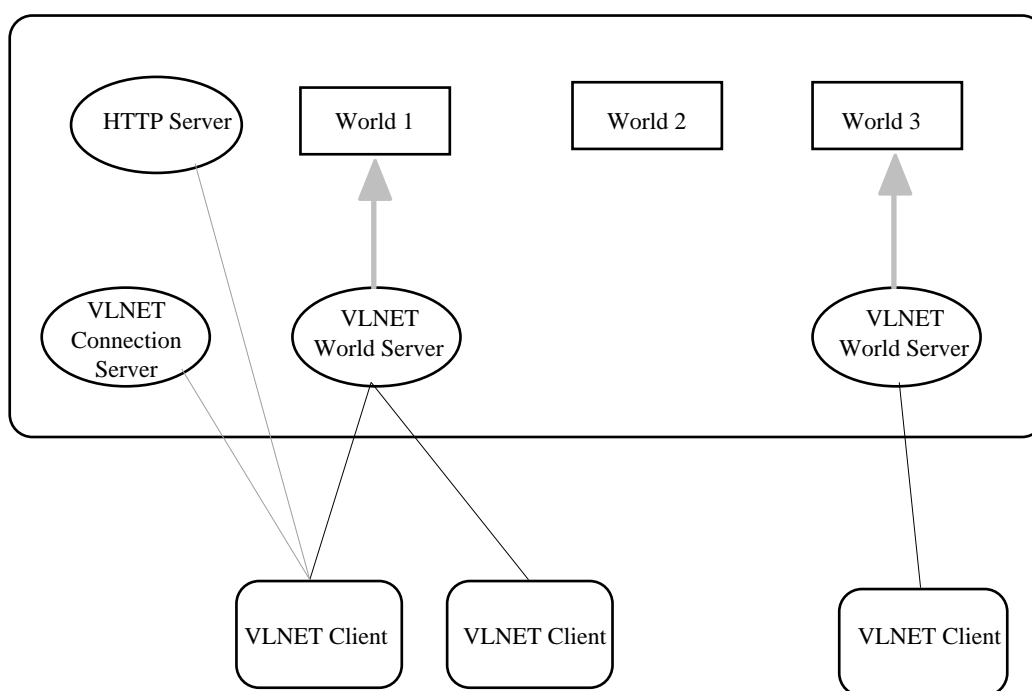 HTTP Server
World 1
World 2
World 3
VLNET
Connection
Server
VLNET
World Server
VLNET
World Server
VLNET Client
VLNET Client
VLNET Client